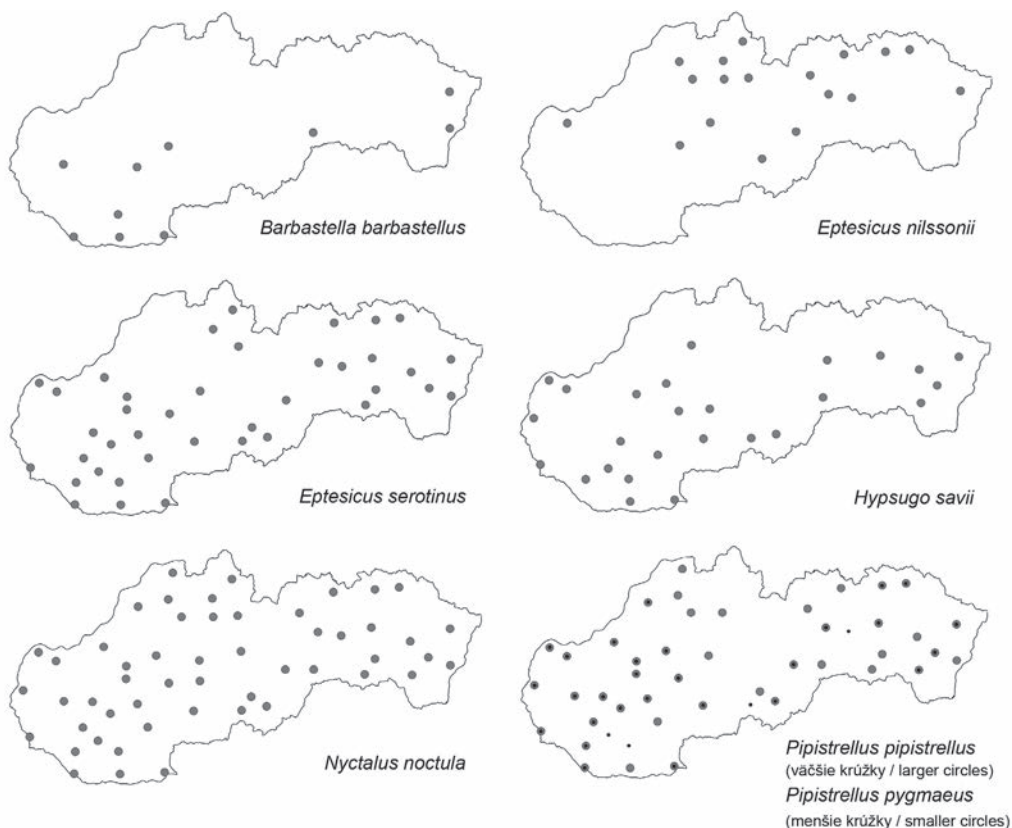 Barbastella barbastellus
Eptesicus nilssonii
Eptesicus serotinus
Hypsugo savii
Nyctalus noctula
Pipistrellus pipistrellus
(väčšie krúžky / larger circles)
Pipistrellus pygmaeus
(menšie krúžky / smaller circles)